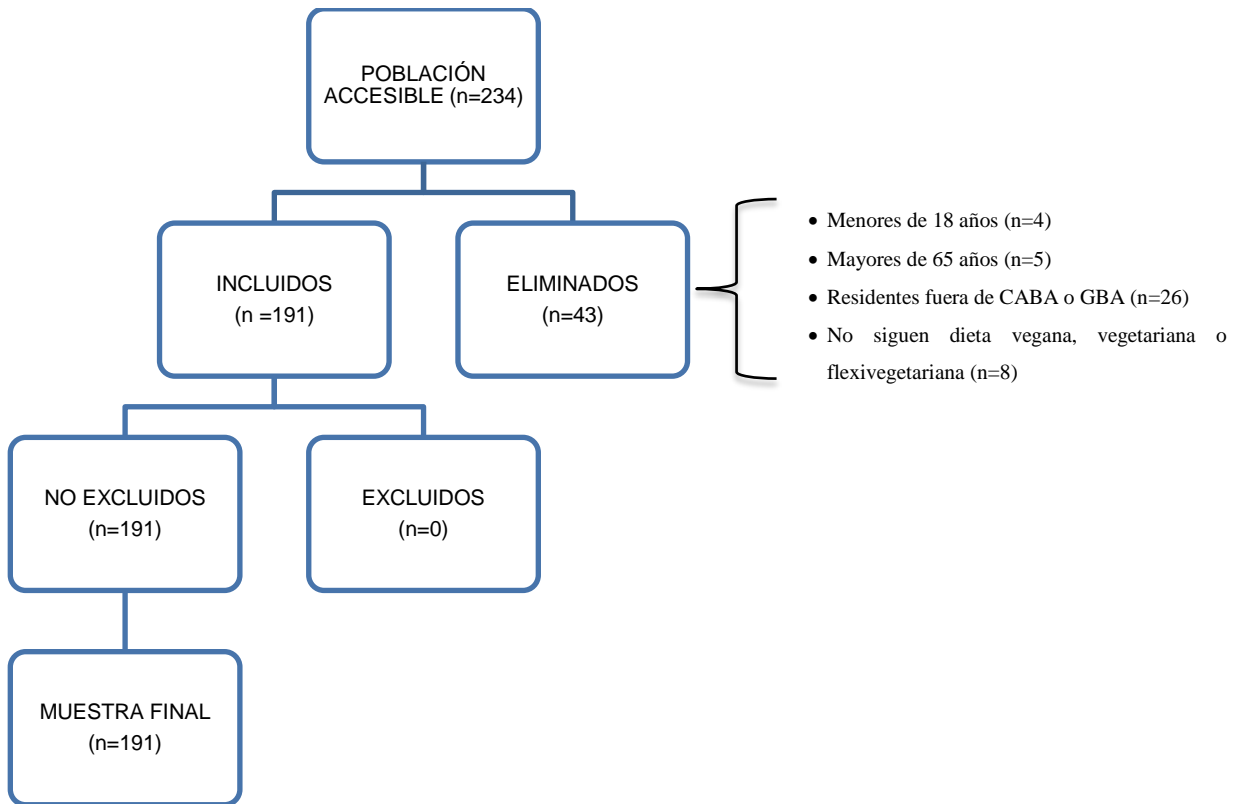 POBLACIÓN
ACCESIBLE (n=234)
INCLUIDOS
(n =191)
ELIMINADOS
(n=43)
• Menores de 18 años (n=4)
• Mayores de 65 años (n=5)
• Residentes fuera de CABA o GBA (n=26)
• No siguen dieta vegana, vegetariana o
flexivegetariana (n=8)
NO EXCLUIDOS
(n=191)
EXCLUIDOS
(n=0)
MUESTRA FINAL
(n=191)